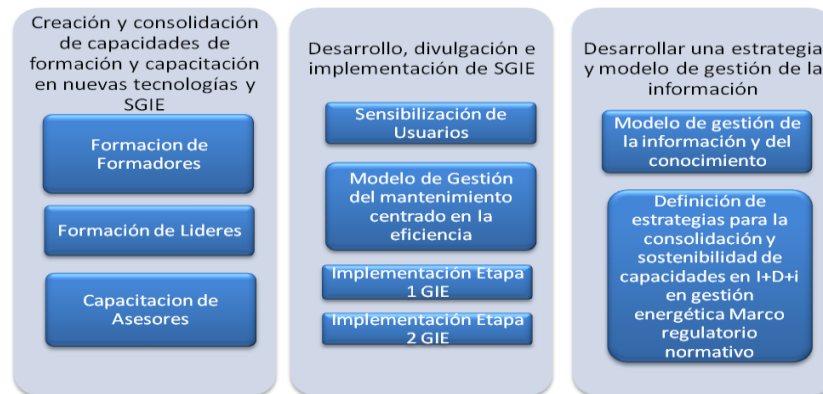 Creación y consolidación
de capacidades de
formación y capacitación
en nuevas tecnologías y
SGIE
Formacion de
Formadores
Formación de Lideres
Capacitacion de
Asesores
Desarrollo, divulgación e
implementación de SGIE
Sensibilización de
Usuarios
Modelo de Gestión
del mantenimiento
centrado en la
eficiencia
Implementación Etapa
1 GIE
Implementación Etapa
2 GIE
Desarrollar una estrategia
y modelo de gestión de la
información
Modelo de gestión de
la información y del
conocimiento
Definición de
estrategias para la
consolidación y
sostenibilidad de
capacidades en I+D+i
en gestión
energética Marco
regulatorio
normativo